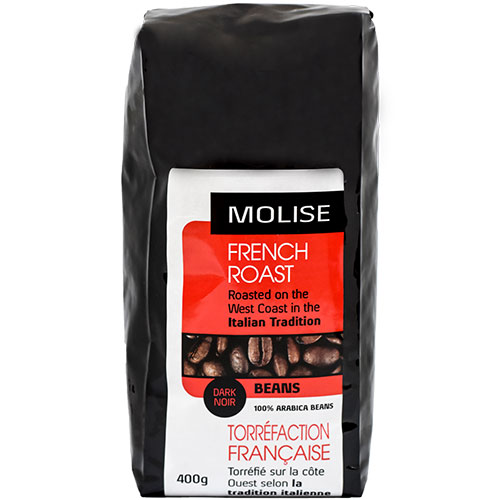 MOLISE
FRENCH
ROAST
Roasted on the
West Coast in the
Italian Tradition
DARK
NOIR
BEANS
100% ARABICA BEANS
TORRÉFACTION
FRANÇAISE
400g
Torréfié sur la côte
Ouest selon la
tradition italienne